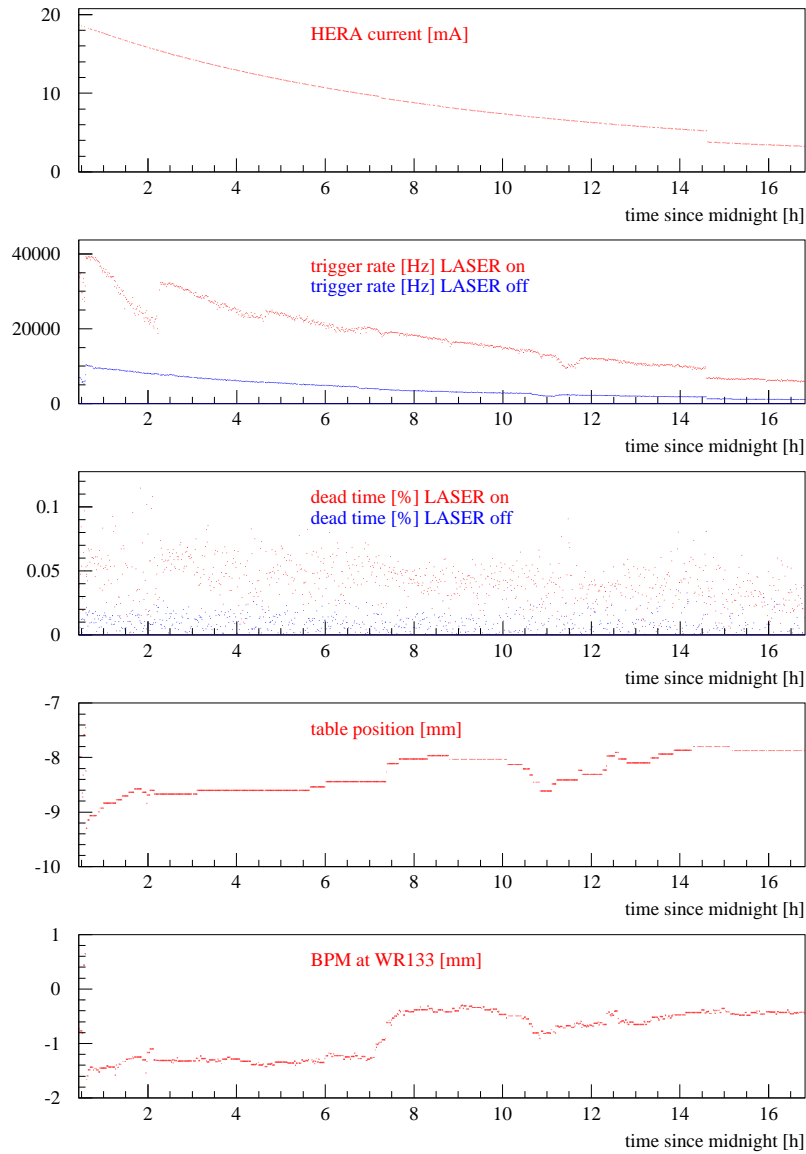 HERA current [mA]
20
10
0
2 4 6 8 10 12 14 16
time since midnight [h]
trigger rate [Hz] LASER on
trigger rate [Hz] LASER off
40000
20000
0
2 4 6 8 10 12 14 16
time since midnight [h]
dead time [%] LASER on
dead time [%] LASER off
0.1
0.05
0
2 4 6 8 10 12 14 16
time since midnight [h]
-7
table position [mm]
-8
-9
-10
2 4 6 8 10 12 14 16
time since midnight [h]
1
BPM at WR133 [mm]
0
-1
-2
2 4 6 8 10 12 14 16
time since midnight [h]